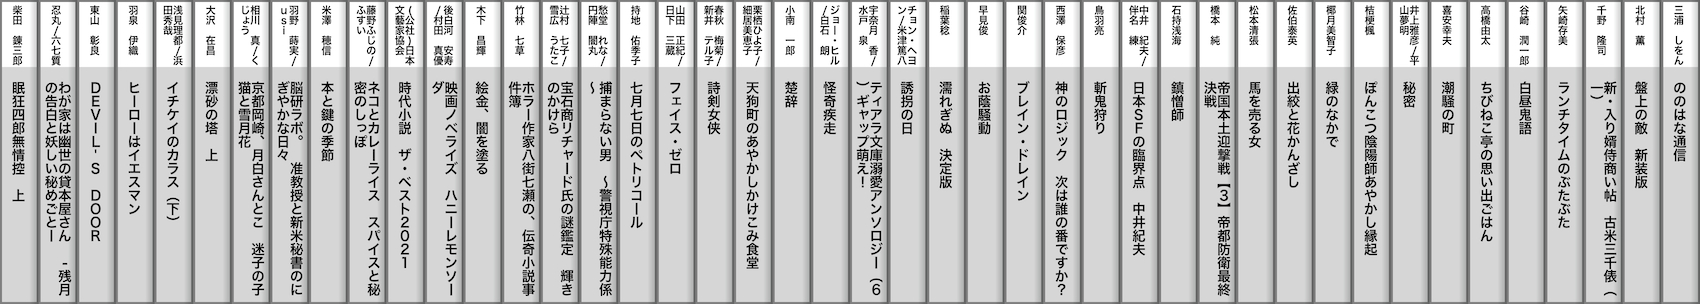 三浦 しをん
ののはな通信
北村 薫
盤上の敵 新装版
千野 隆司
新・入り婿侍商い帖 古米三千俵（
一）
矢崎存美
ランチタイムのぶたぶた
谷崎 潤一郎
白昼鬼語
高橋由太
ちびねこ亭の思い出ごはん
喜安幸夫
潮騒の町
井上雅彦/平
山夢明
秘密
桔梗楓
ぽんこつ陰陽師あやかし縁起
椰月美智子
緑のなかで
佐伯泰英
出絞と花かんざし
松本清張
馬を売る女
橋本 純
帝国本土迎撃戦【3】帝都防衛最終
決戦
石持浅海
鎮憎師
中井 紀夫/
伴名 練
日本SFの臨界点 中井紀夫
鳥羽亮
斬鬼狩り
西澤 保彦
神のロジック 次は誰の番ですか?
関俊介
ブレイン・ドレイン
早見俊
お蔭騒動
稲葉稔
濡れぎぬ 決定版
チョン・ヘヨ
ン/米津篤八
誘拐の日
ジョー・ヒル
/白石 朗
怪奇疾走
宇奈月 香/
水戸 泉
ティアラ文庫溺愛アンソロジー（6
）ギャップ萌え!
小南 一郎
楚辞
栗栖ひよ子/
細居美恵子
天狗町のあやかしかけこみ食堂
春秋 梅菊/
新井 テル子
詩剣女侠
山田 正紀/
日下 三蔵
フェイス・ゼロ
持地 佑季子
七月七日のペトリコール
愁堂 れな/
円陣 闇丸
捕まらない男 ～警視庁特殊能力係
～
辻村 七子/
雪広 うたこ
宝石商リチャード氏の謎鑑定 輝き
のかけら
竹林 七草
ホラー作家八街七瀬の、伝奇小説事
件簿
木下 昌輝
絵金、闇を塗る
後白河 安寿
/村田 真優
映画ノベライズ ハニーレモンソー
ダ
(公社)日本
文藝家協会
時代小説 ザ・ベスト2021
藤野ふじの/
ふすい
ネコとカレーライス スパイスと秘
密のしっぽ
米澤 穂信
本と鍵の季節
羽野 蒔実/
usi
脳研ラボ。 准教授と新米秘書のに
ぎやかな日々
相川 真/く
じょう
京都岡崎、月白さんとこ 迷子の子
猫と雪月花
大沢 在昌
漂砂の塔 上
浅見理都/浜
田秀哉
イチケイのカラス（下）
羽泉 伊織
ヒーローはイエスマン
東山 彰良
DEVIL'S DOOR
忍丸/六七質
わが家は幽世の貸本屋さん -残月
の告白と妖しい秘めごと-
柴田 錬三郎
眠狂四郎無情控 上